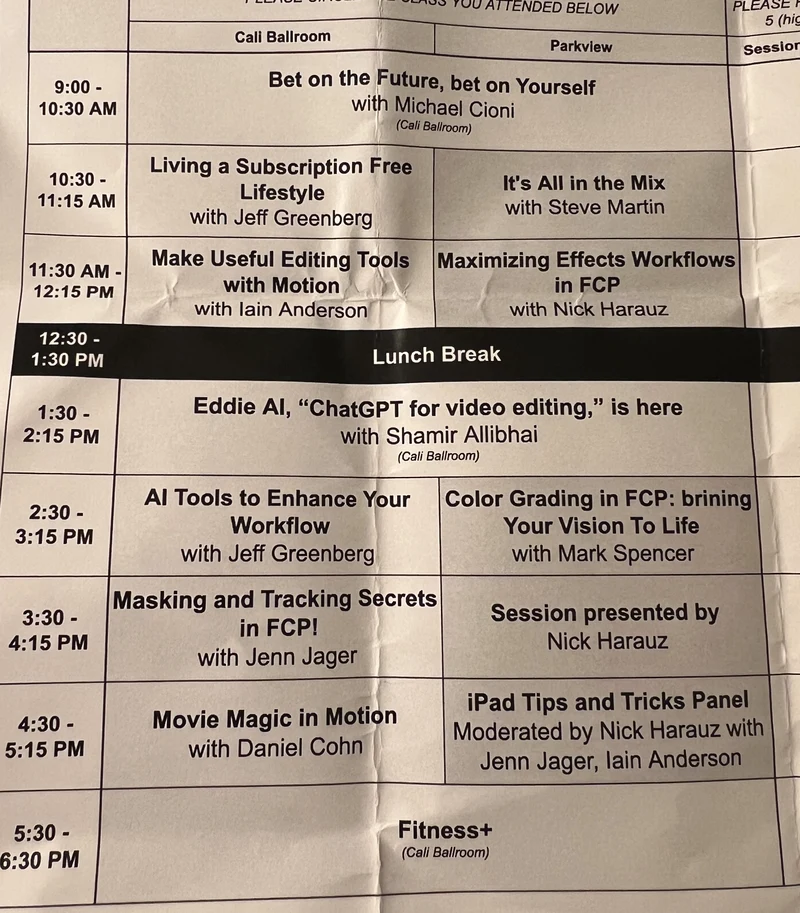 YOU ATTENDED BELOW
PLEASE
5 (hig
Cali Ballroom
Parkview
Session
9:00 -
10:30 AM
Bet on the Future, bet on Yourself
with Michael Cioni
(Cali Ballroom)
10:30 -
11:15 AM
Living a Subscription Free
Lifestyle
with Jeff Greenberg
It's All in the Mix
with Steve Martin
11:30 AM -
12:15 PM
Make Useful Editing Tools
with Motion
with Iain Anderson
Maximizing Effects Workflows
in FCP
with Nick Harauz
12:30 -
1:30 PM
Lunch Break
1:30 -
2:15 PM
Eddie AI, “ChatGPT for video editing,” is here
with Shamir Allibhai
(Cali Ballroom)
2:30 -
3:15 PM
AI Tools to Enhance Your
Workflow
with Jeff Greenberg
Color Grading in FCP: brining
Your Vision To Life
with Mark Spencer
3:30 -
4:15 PM
Masking and Tracking Secrets
in FCP!
with Jenn Jager
Session presented by
Nick Harauz
4:30 -
5:15 PM
Movie Magic in Motion
with Daniel Cohn
iPad Tips and Tricks Panel
Moderated by Nick Harauz with
Jenn Jager, Iain Anderson
5:30 -
6:30 PM
Fitness+
(Cali Ballroom)